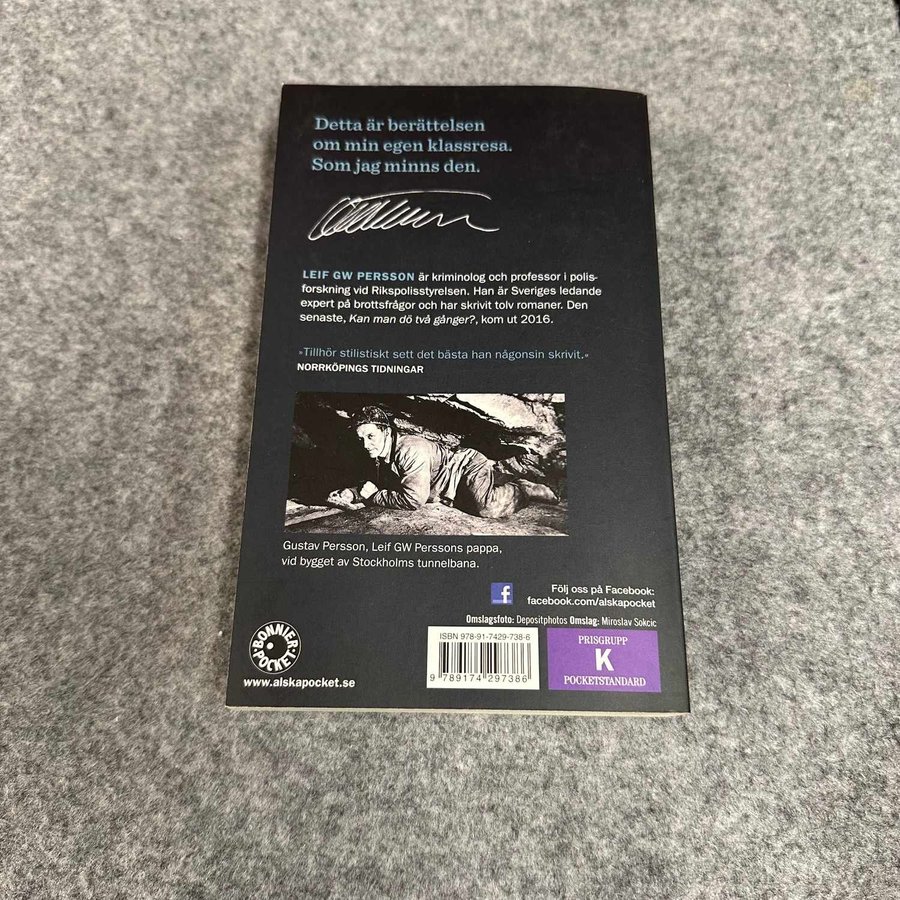 Detta är berättelsen
om min egen klassresa.
Som jag minns den.
LEIF GW PERSSON är kriminolog och professor i polis-
forskning vid Rikspolisstyrelsen. Han är Sveriges ledande
expert på brottsfrågor och har skrivit tolv romaner. Den
senaste, Kan man dö två gånger?, kom ut 2016.
»Tillhör stilistiskt sett det bästa han någonsin skrivit.«
NORRKÖPINGS TIDNINGAR
Gustav Persson, Leif GW Perssons pappa,
vid bygget av Stockholms tunnelbana.
f
Följ oss på Facebook:
facebook.com/alskapocket
Omslagsfoto: Depositphotos Omslag: Miroslav Sokcic
BONNIER
POCKET
www.alskapocket.se
ISBN 978-91-7429-738-6
9 789174 297386
PRISGRUPP
K
POCKETSTANDARD